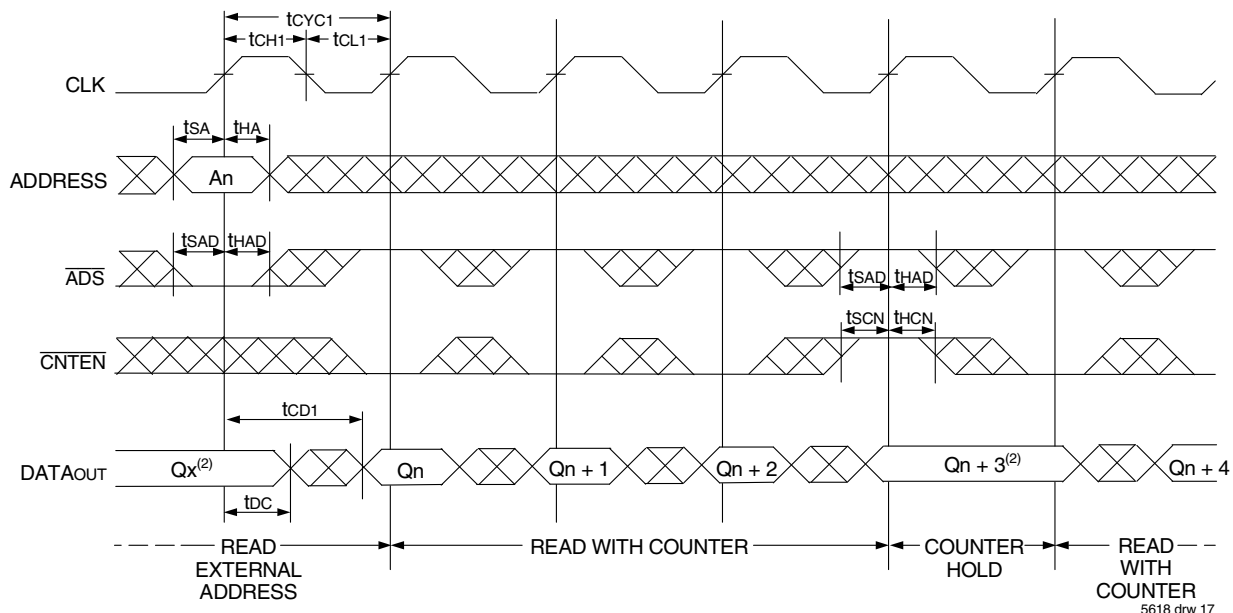 tCYC1
tCH1 tCL1
CLK
tSA tHA
ADDRESS An
tSAD tHAD
ADS
tSAD tHAD
tSCN tHCN
CNTEN
tCD1
DATAOUT Qx(2) Qn Qn + 1 Qn + 2 Qn + 3(2) Qn + 4
tDC
READ EXTERNAL ADDRESS
READ WITH COUNTER
COUNTER HOLD
READ WITH COUNTER
5618 drw 17